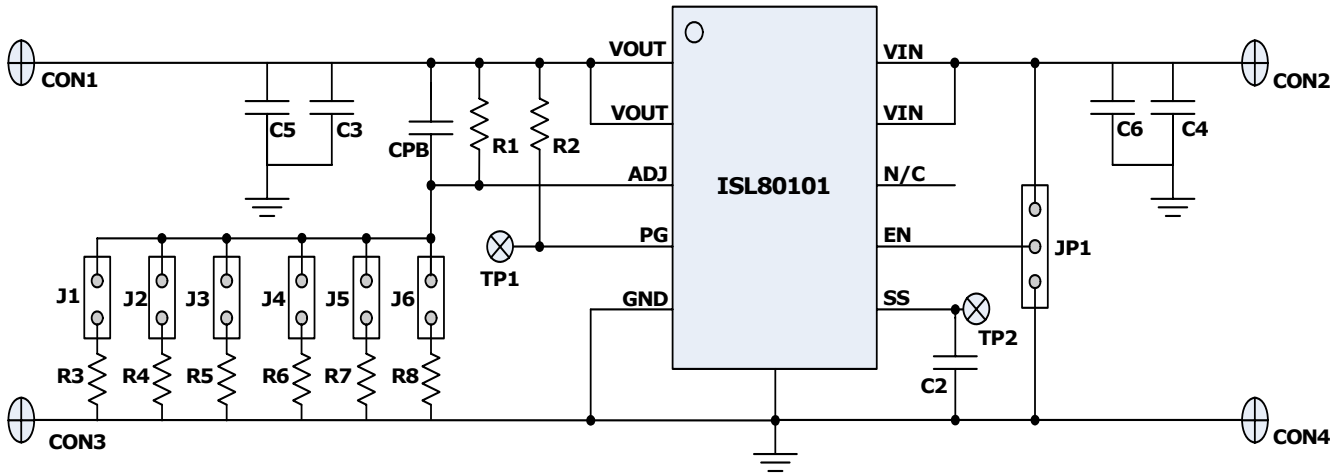 VOUT
VIN
CON1
CON2
C5
C3
CPB
R1
R2
VOUT
VIN
C6
C4
ADJ
ISL80101
N/C
PG
EN
JP1
TP1
J1
J2
J3
J4
J5
J6
GND
SS
TP2
R3
R4
R5
R6
R7
R8
C2
CON3
CON4